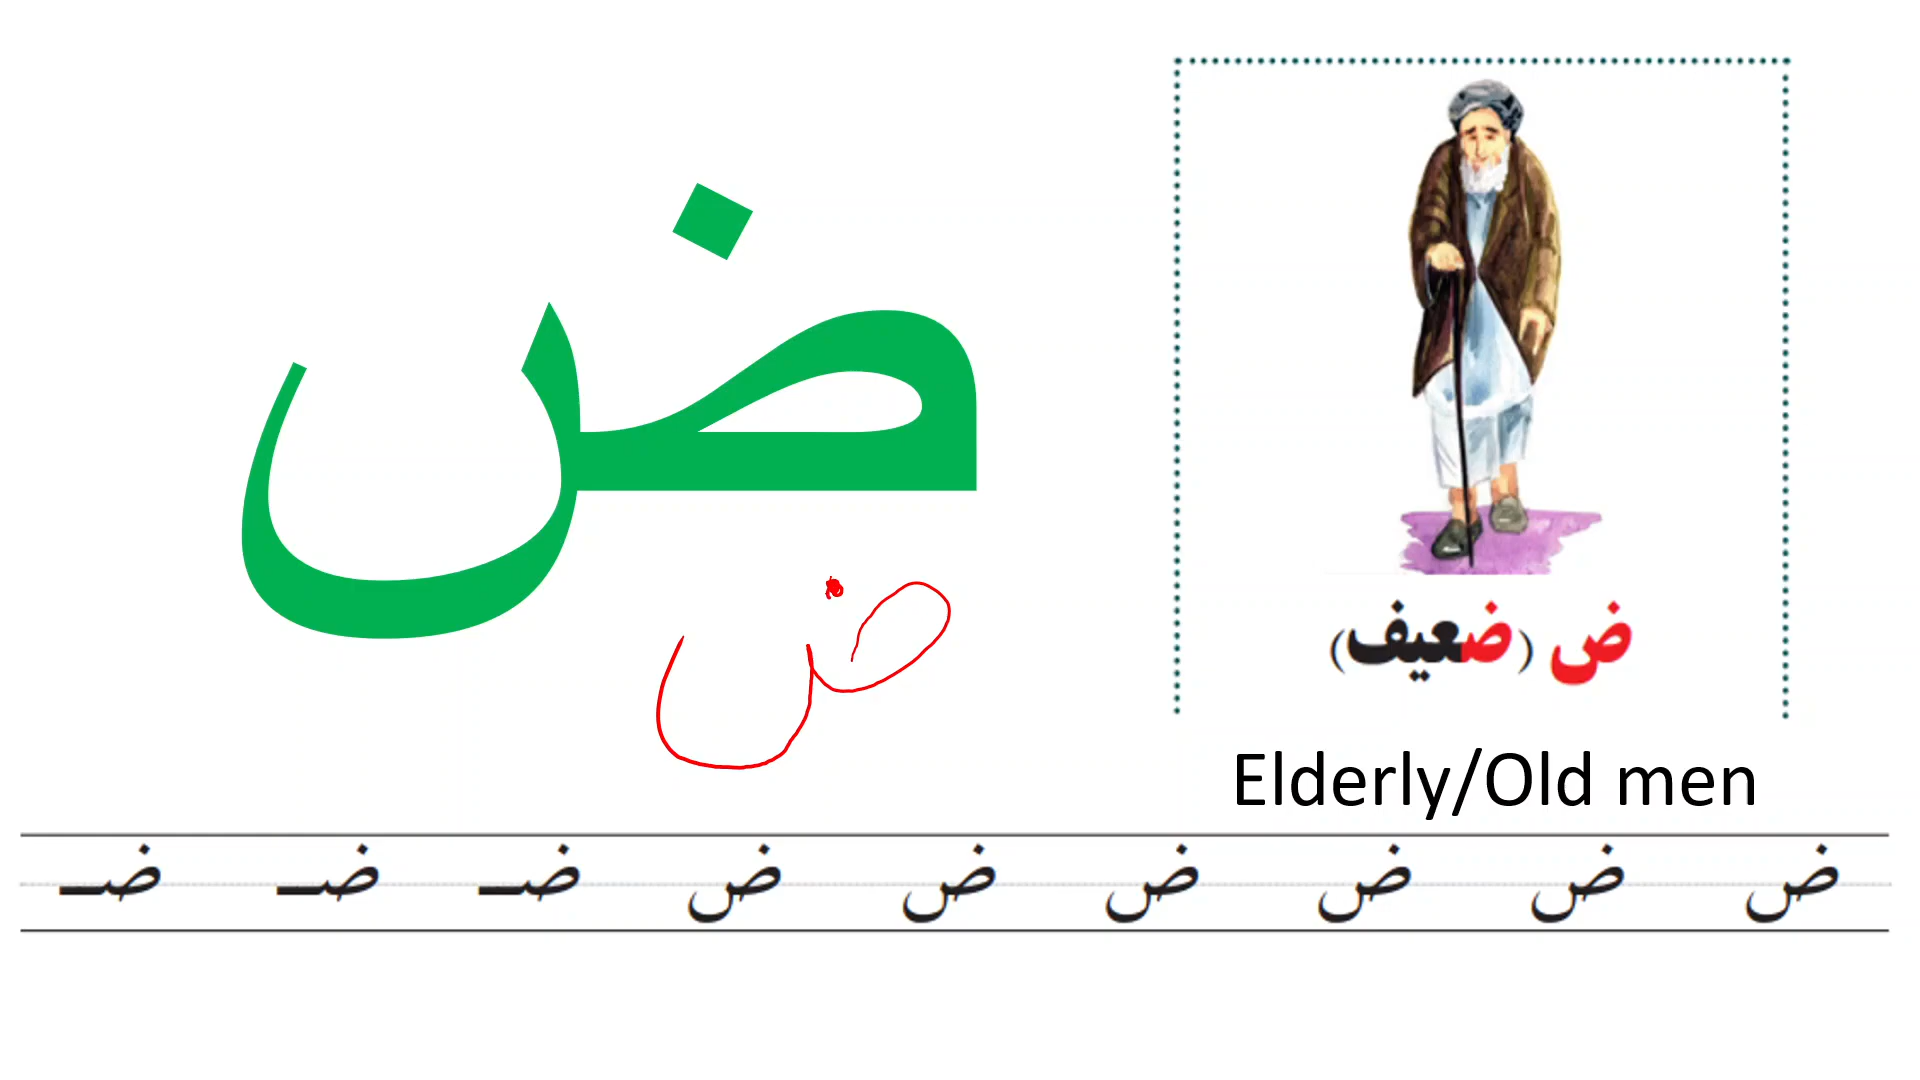 ض
ض
ض (ضعیف)
Elderly/Old men
ض ض ض ض ض ض ضـ ضـ ضـ